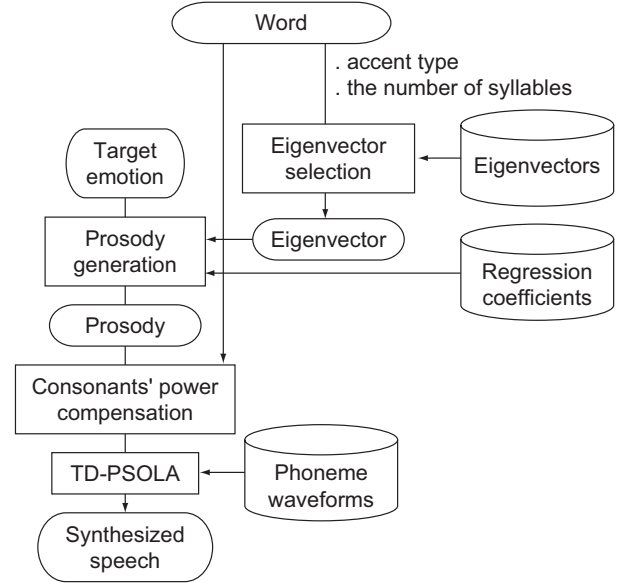 Word
. accent type
. the number of syllables
Target
emotion
Eigenvector
selection
Eigenvectors
Prosody
generation
Eigenvector
Regression
coefficients
Prosody
Consonants' power
compensation
TD-PSOLA
Phoneme
waveforms
Synthesized
speech